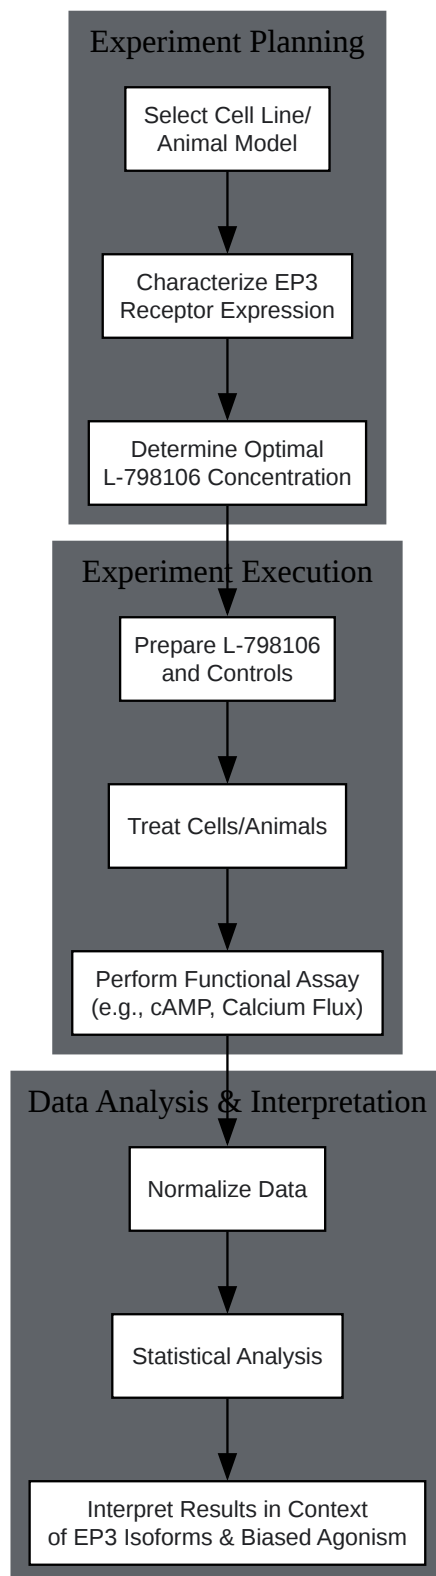 Experiment Planning
Select Cell Line/
Animal Model
Characterize EP3
Receptor Expression
Determine Optimal
L-798106 Concentration
Experiment Execution
Prepare L-798106
and Controls
Treat Cells/Animals
Perform Functional Assay
(e.g., cAMP, Calcium Flux)
Data Analysis & Interpretation
Normalize Data
Statistical Analysis
Interpret Results in Context
of EP3 Isoforms & Biased Agonism